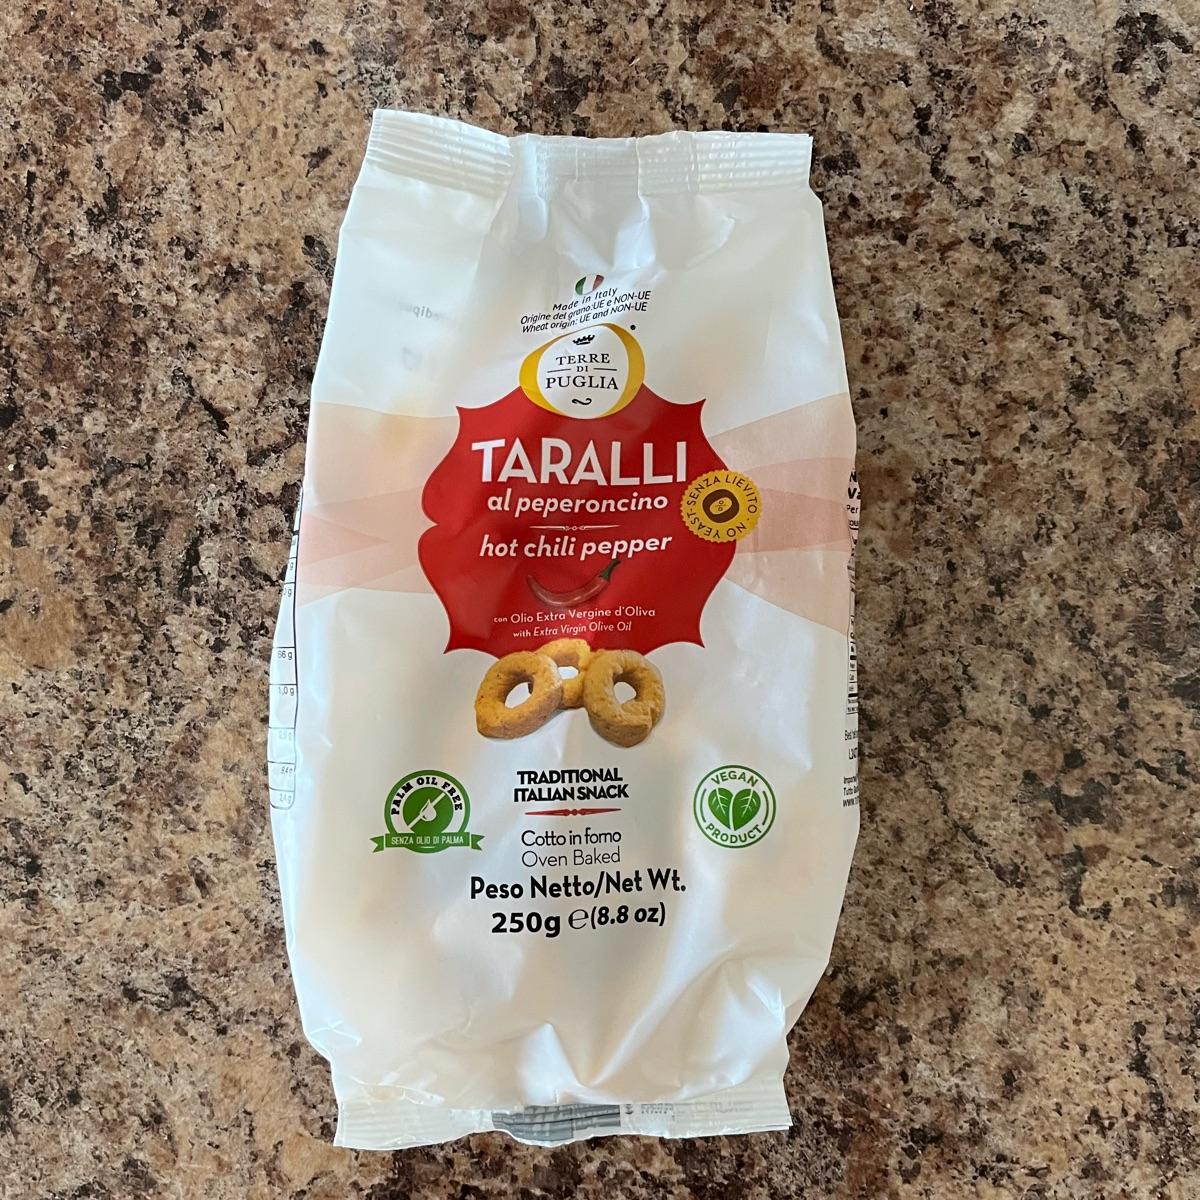 Made in Italy
Origine del grano: UE e NON-UE
Wheat origin: UE and NON-UE
TERRE
DI
PUGLIA
TARALLI
al peperoncino
SENZA LIEVITO · NO YEAST ·
hot chili pepper
con Olio Extra Vergine d'Oliva
with Extra Virgin Olive Oil
PALM OIL FREE
SENZA OLIO DI PALMA
TRADITIONAL
ITALIAN SNACK
VEGAN
PRODUCT
Cotto in forno
Oven Baked
Peso Netto/Net Wt.
250g ℮ (8.8 oz)